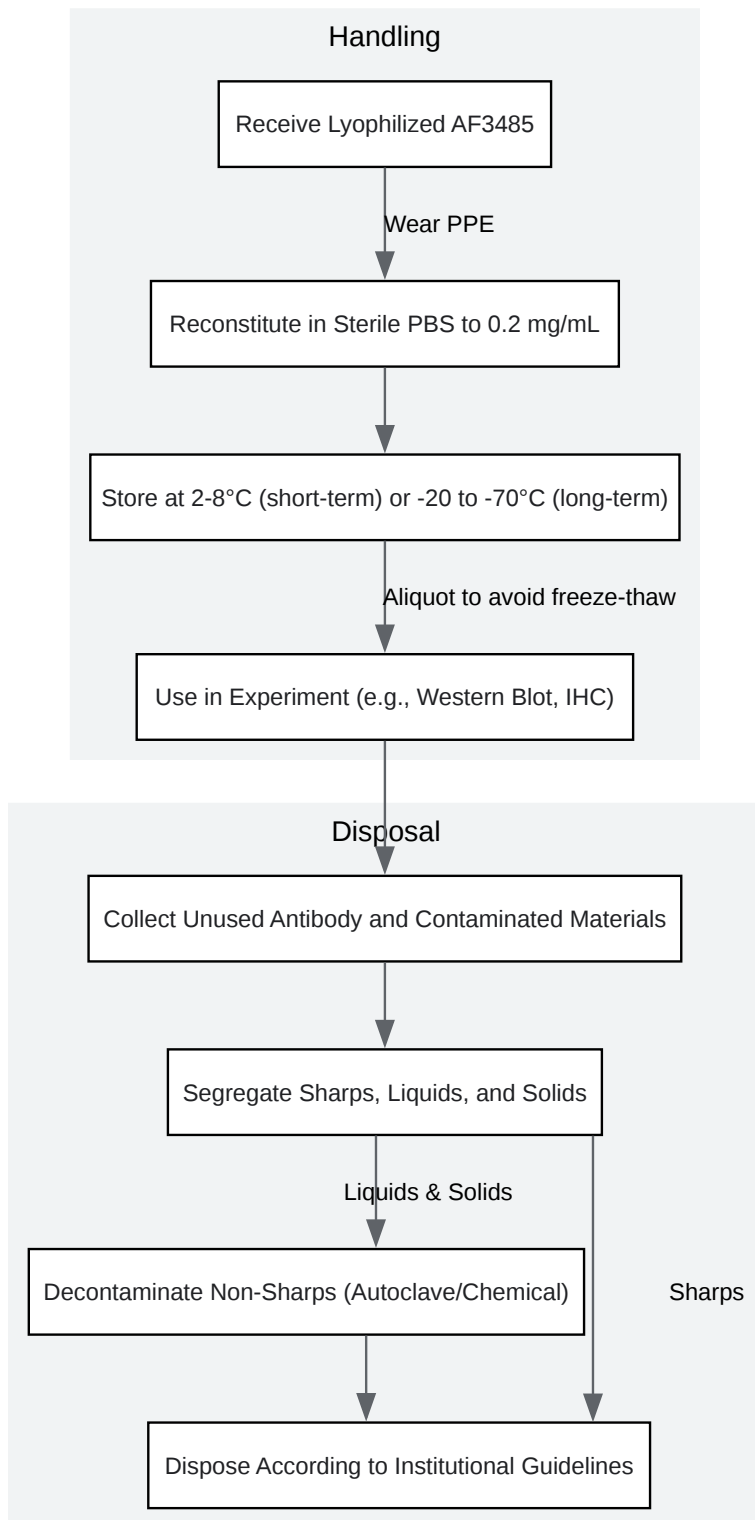 Handling
Receive Lyophilized AF3485
Wear PPE
Reconstitute in Sterile PBS to 0.2 mg/mL
Store at 2-8°C (short-term) or -20 to -70°C (long-term)
Aliquot to avoid freeze-thaw
Use in Experiment (e.g., Western Blot, IHC)
Disposal
Collect Unused Antibody and Contaminated Materials
Segregate Sharps, Liquids, and Solids
Liquids & Solids
Decontaminate Non-Sharps (Autoclave/Chemical)
Sharps
Dispose According to Institutional Guidelines